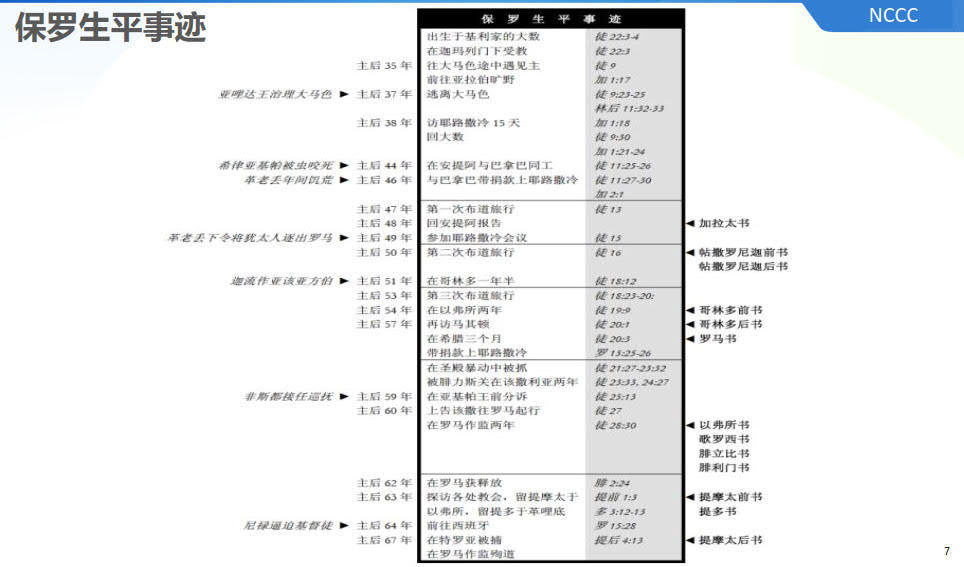 保罗生平事迹
NCCC
保罗生平事迹
出生于基利家的大数 徒 22:3-4
在迦玛列门下受教 徒 22:3
主后 35 年 往大马色途中遇见主 徒 9
前往亚拉伯旷野 加 1:17
亚哩达王治理大马色 ► 主后 37 年 逃离大马色 徒 9:23-25
林后 11:32-33
主后 38 年 访耶路撒冷 15 天 加 1:18
回大数 徒 9:30
加 1:21-24
希律亚基帕被虫咬死 ► 主后 44 年 在安提阿与巴拿巴同工 徒 11:25-26
革老丢年间饥荒 ► 主后 46 年 与巴拿巴带捐款上耶路撒冷 徒 11:27-30
加 2:1
主后 47 年 第一次布道旅行 徒 13
主后 48 年 回安提阿报告 ◄ 加拉太书
革老丢下令将犹太人逐出罗马 ► 主后 49 年 参加耶路撒冷会议 徒 15
主后 50 年 第二次布道旅行 徒 16 ◄ 帖撒罗尼迦前书
帖撒罗尼迦后书
迦流作亚该亚方伯 ► 主后 51 年 在哥林多一年半 徒 18:12
主后 53 年 第三次布道旅行 徒 18:23-20:
主后 54 年 在以弗所两年 徒 19:9 ◄ 哥林多前书
主后 57 年 再访马其顿 徒 20:1 ◄ 哥林多后书
在希腊三个月 徒 20:3 ◄ 罗马书
带捐款上耶路撒冷 罗 15:25-26
在圣殿暴动中被抓 徒 21:27-23:32
被腓力斯关在该撒利亚两年 徒 23:33, 24:27
非斯都接任巡抚 ► 主后 59 年 在亚基帕王前分诉 徒 25:13
主后 60 年 上告该撒往罗马起行 徒 27
在罗马作监两年 徒 28:30 ◄ 以弗所书
歌罗西书
腓立比书
腓利门书
主后 62 年 在罗马获释放 腓 2:24
主后 63 年 探访各处教会，留提摩太于 提前 1:3 ◄ 提摩太前书
以弗所，留提多于革哩底 多 3:12-13 提多书
尼禄逼迫基督徒 ► 主后 64 年 前往西班牙 罗 15:28
主后 67 年 在特罗亚被捕 提后 4:13 ◄ 提摩太后书
在罗马作监殉道
7